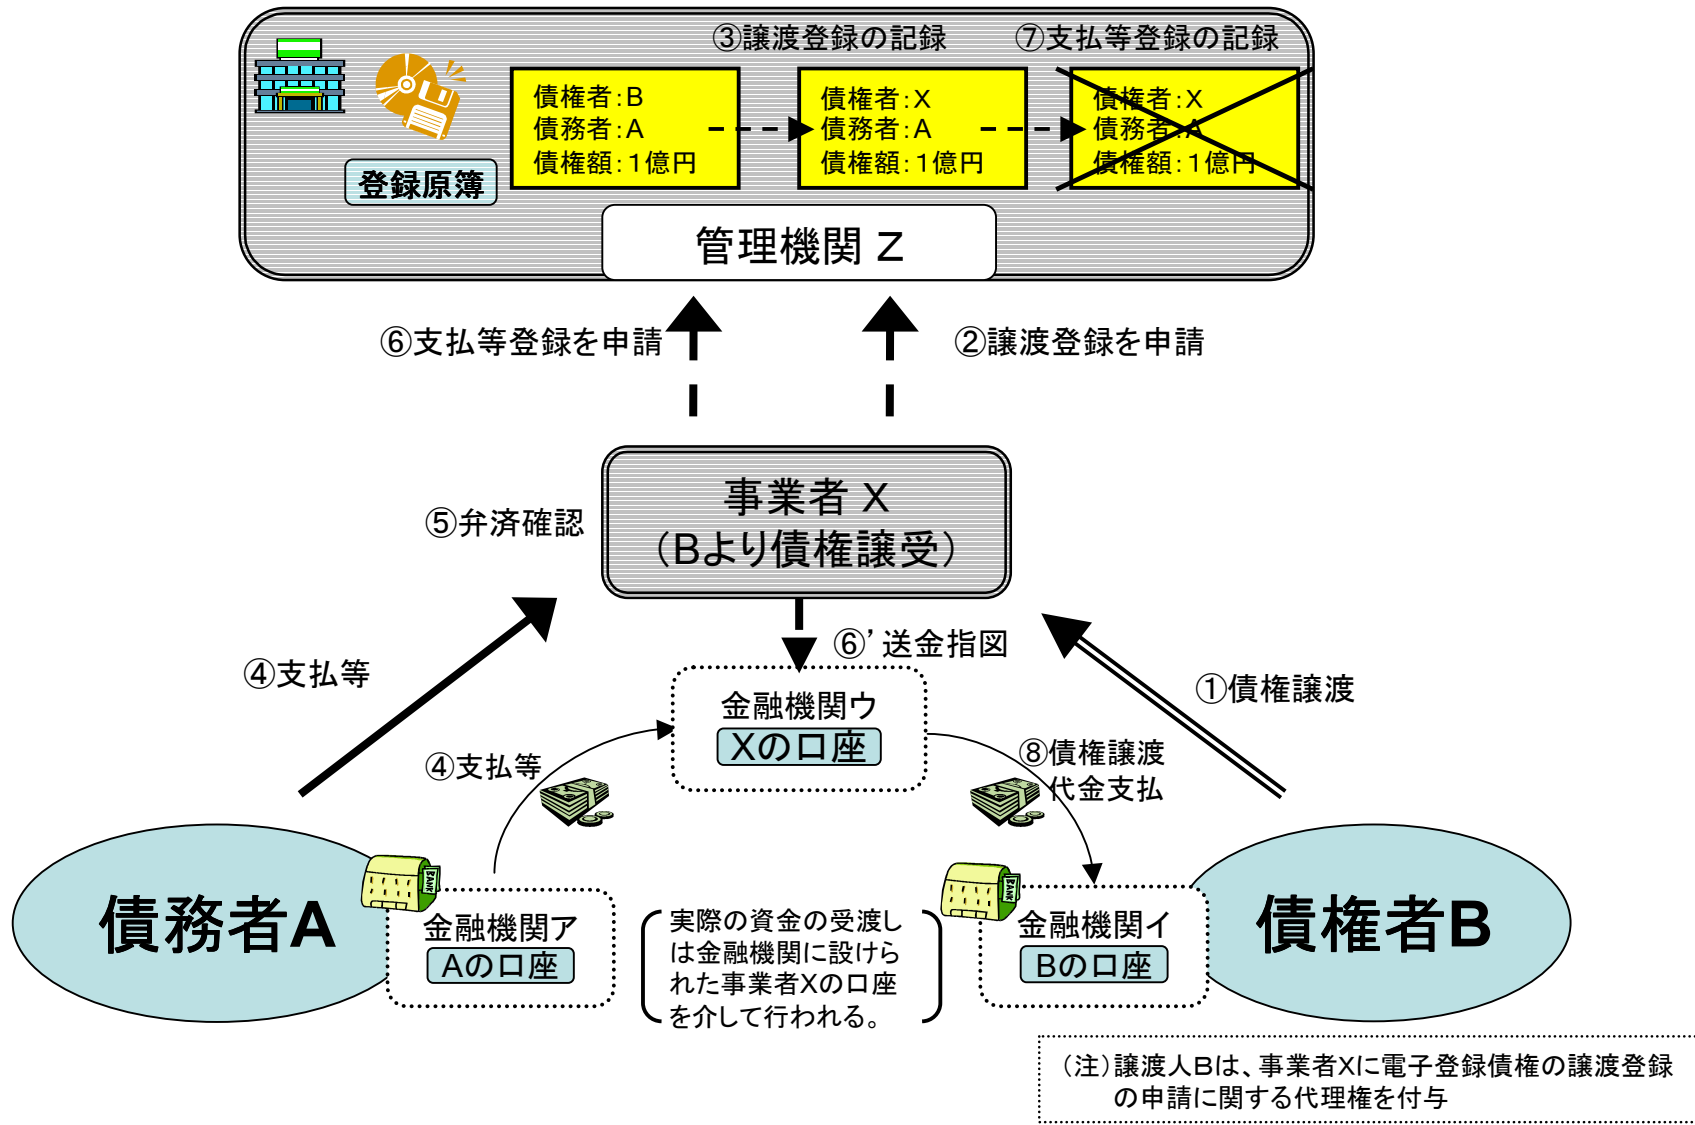 ③譲渡登録の記録
⑦支払等登録の記録
債権者:B
債務者:A
債権額:1億円
債権者:X
債務者:A
債権額:1億円
債権者:X
債務者:A
債権額:1億円
登録原簿
管理機関 Z
⑥支払等登録を申請
②譲渡登録を申請
事業者 X
(Bより債権譲受)
⑤弁済確認
⑥’送金指図
④支払等
①債権譲渡
金融機関ウ
Xの口座
④支払等
⑧債権譲渡
代金支払
BANK
BANK
債務者A
金融機関ア
Aの口座
実際の資金の受渡し
は金融機関に設けら
れた事業者Xの口座
を介して行われる。
金融機関イ
Bの口座
債権者B
(注)譲渡人Bは、事業者Xに電子登録債権の譲渡登録
の申請に関する代理権を付与